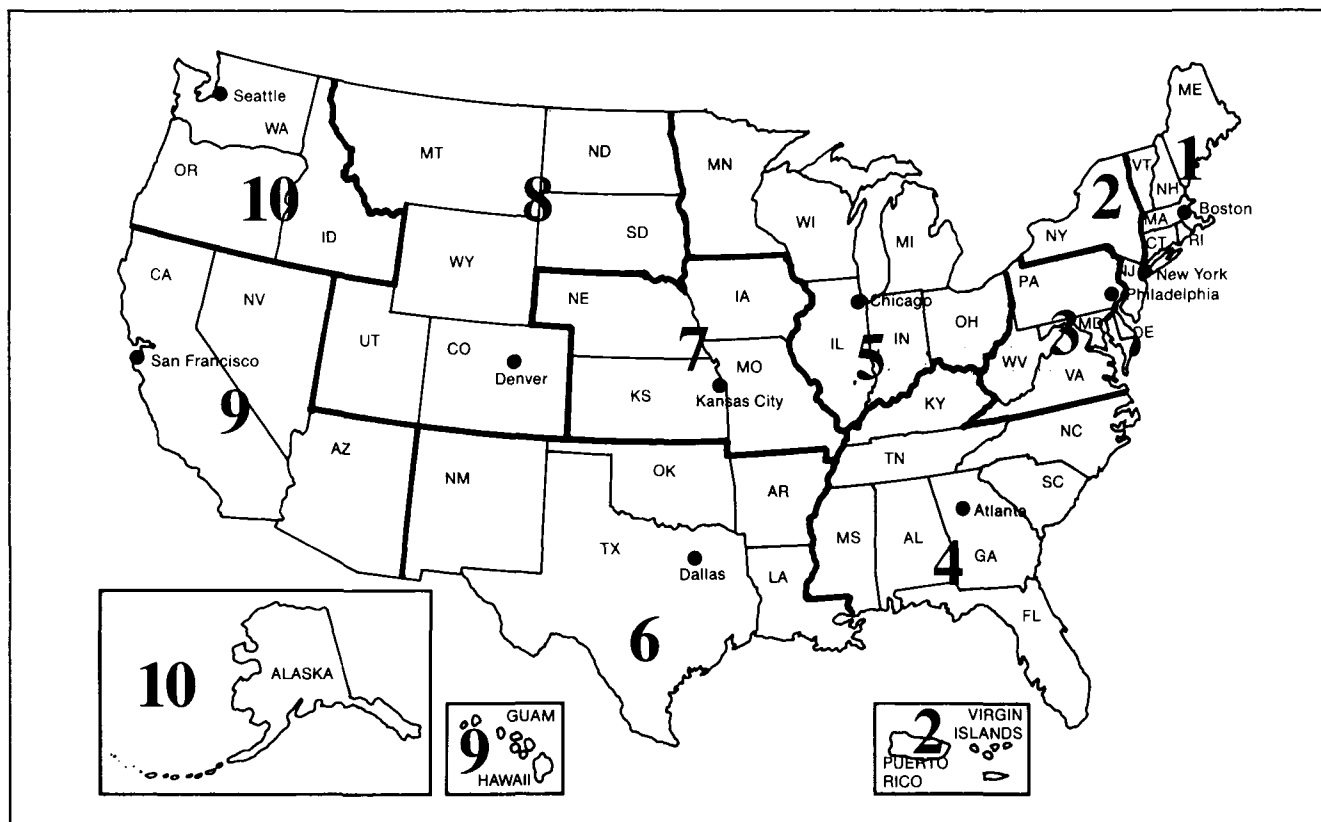 Seattle
WA
OR
10
ID
MT
ND
8
WY
SD
MN
WI
MI
ME
1
VT
NH
2
NY
MA
Boston
CT
RI
NJ
New York
PA
Philadelphia
MD
DE
3
WV
VA
CA
NV
San Francisco
9
UT
CO
Denver
NE
IA
7
KS
MO
Kansas City
Chicago
IL
IN
OH
5
KY
AZ
NM
OK
TX
Dallas
6
AR
LA
TN
NC
SC
MS
AL
Atlanta
GA
4
FL
10
ALASKA
GUAM
9
HAWAII
2
VIRGIN
ISLANDS
PUERTO
RICO